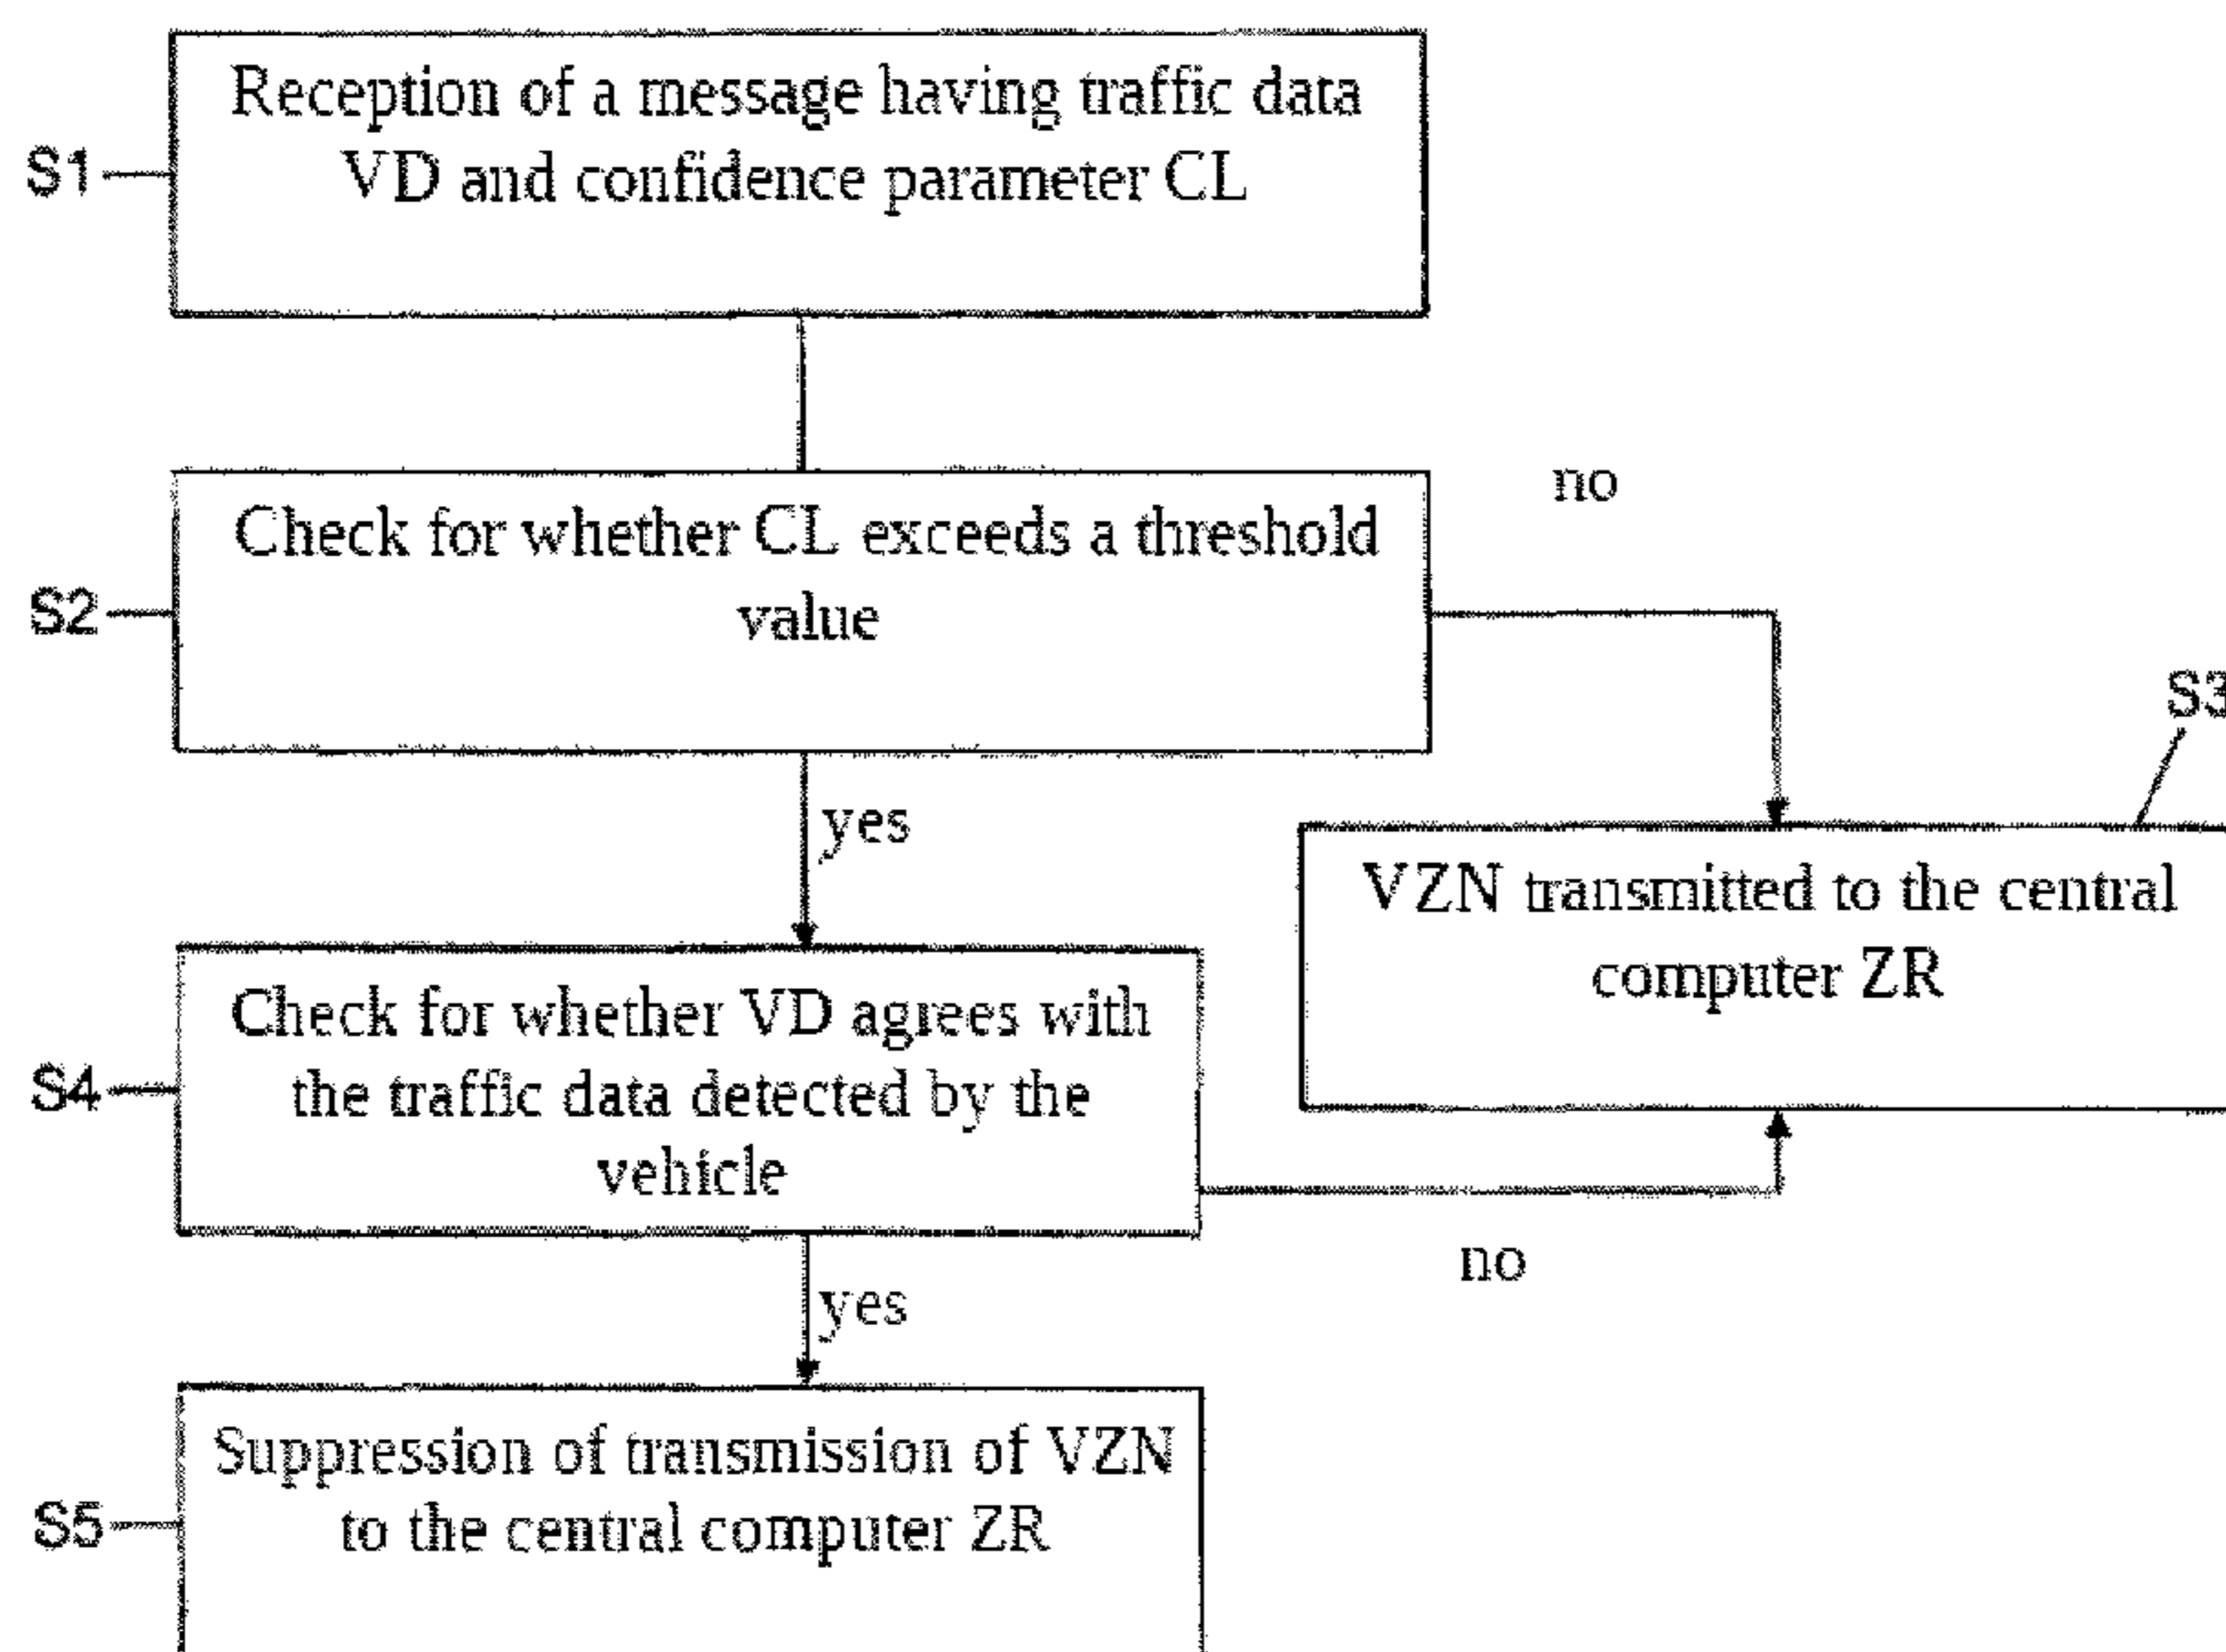 Reception of a message having traffic data
VD and confidence parameter CL
S1
no
Check for whether CL exceeds a threshold
value
S2
S3
yes
VZN transmitted to the central
computer ZR
Check for whether VD agrees with
the traffic data detected by the
vehicle
S4
no
yes
Suppression of transmission of VZN
to the central computer ZR
S5